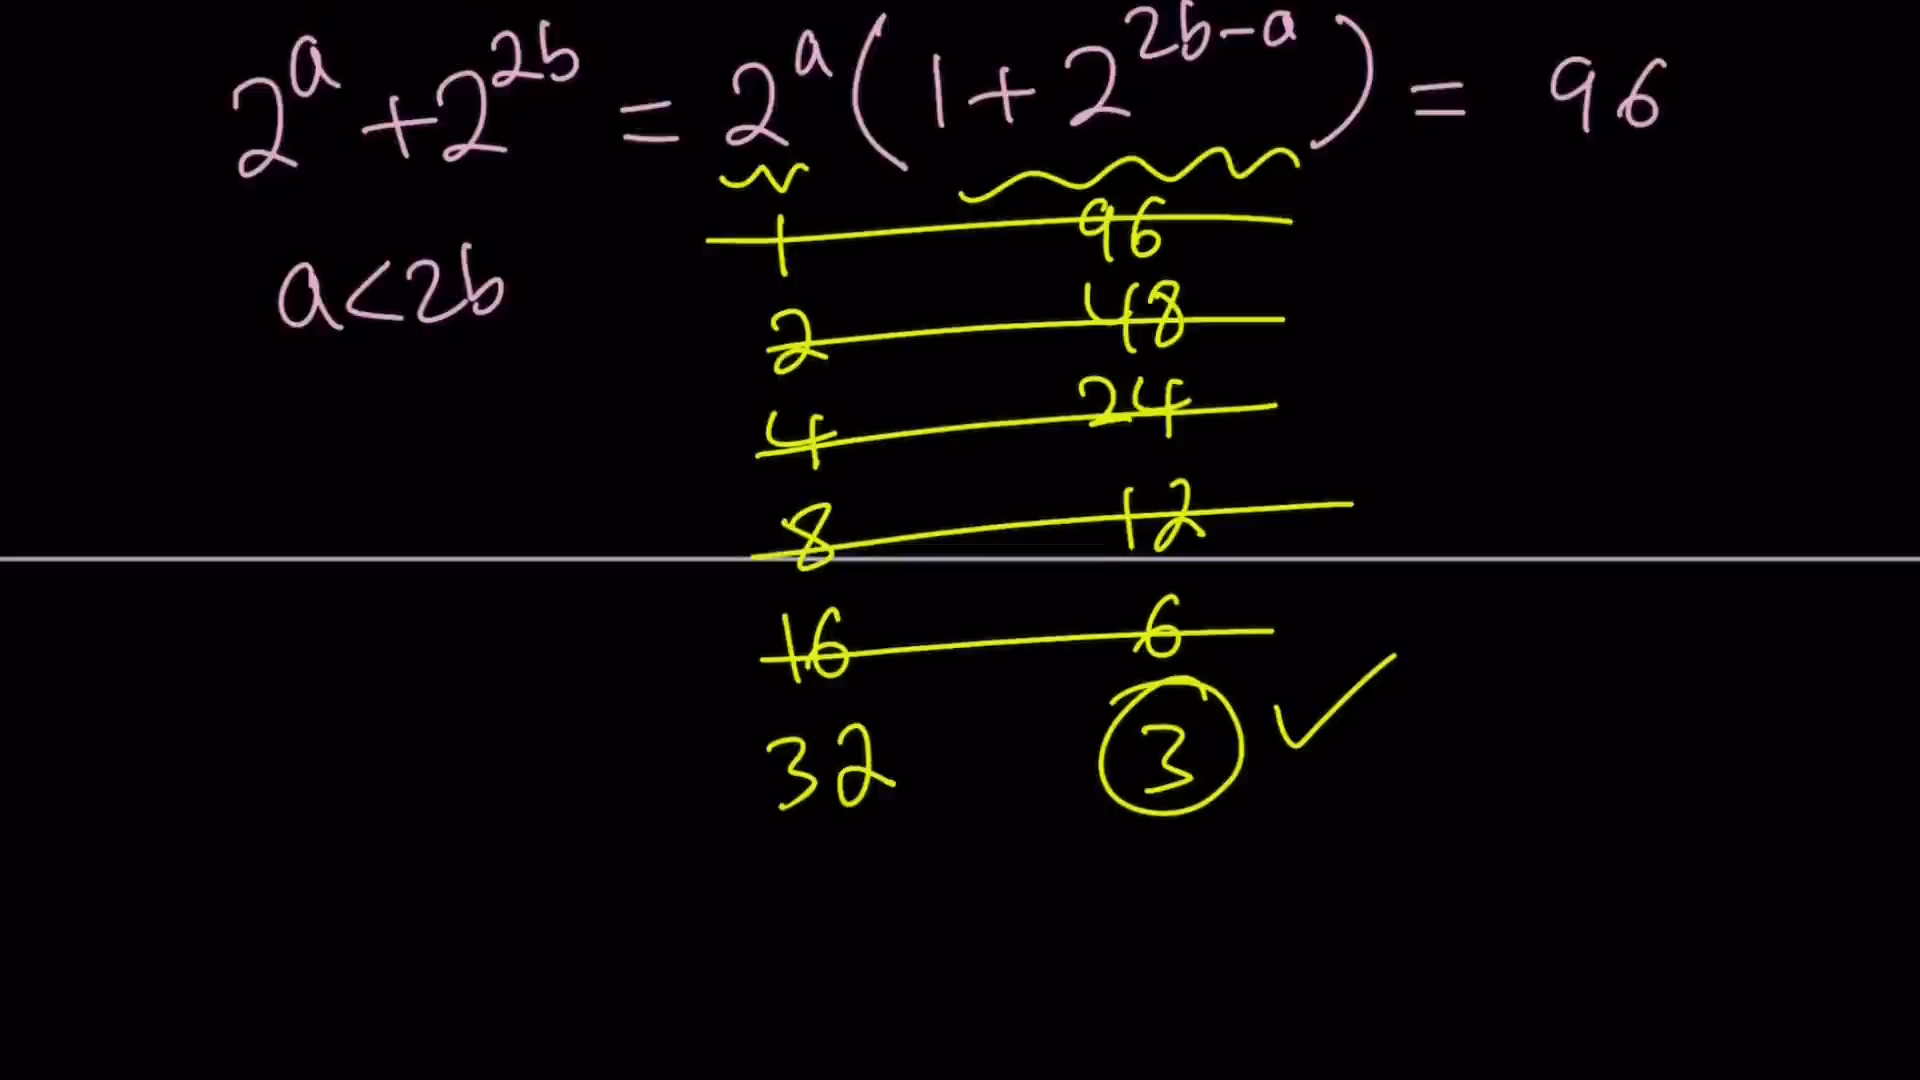 2^a + 2^{2b} = 2^a (1 + 2^{2b-a}) = 96
a < 2b
1 96
2 48
4 24
8 12
16 6
32 3 ✓